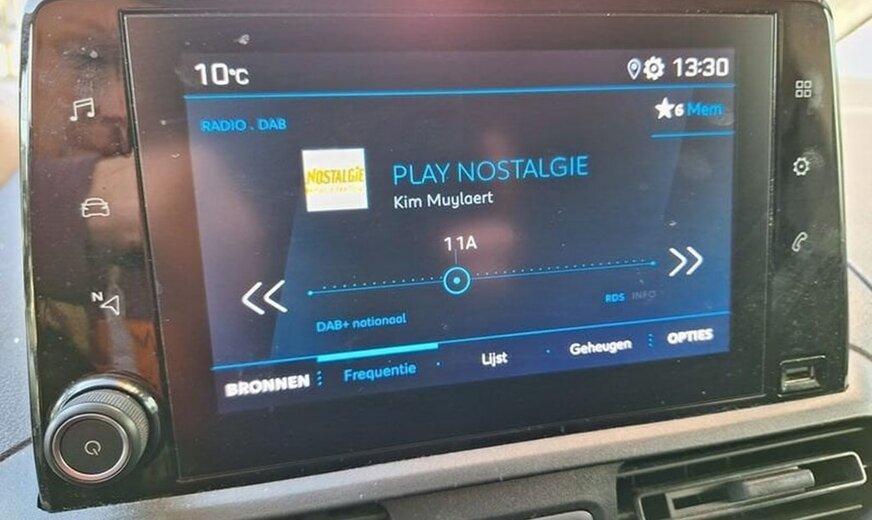 10°C
13:30
RADIO . DAB
6 Mem
NOSTALGIE
PLAY NOSTALGIE
Kim Muylaert
11A
N
RDS INFO
DAB+ nationaal
BRONNEN Frequentie Lijst Geheugen OPTIES